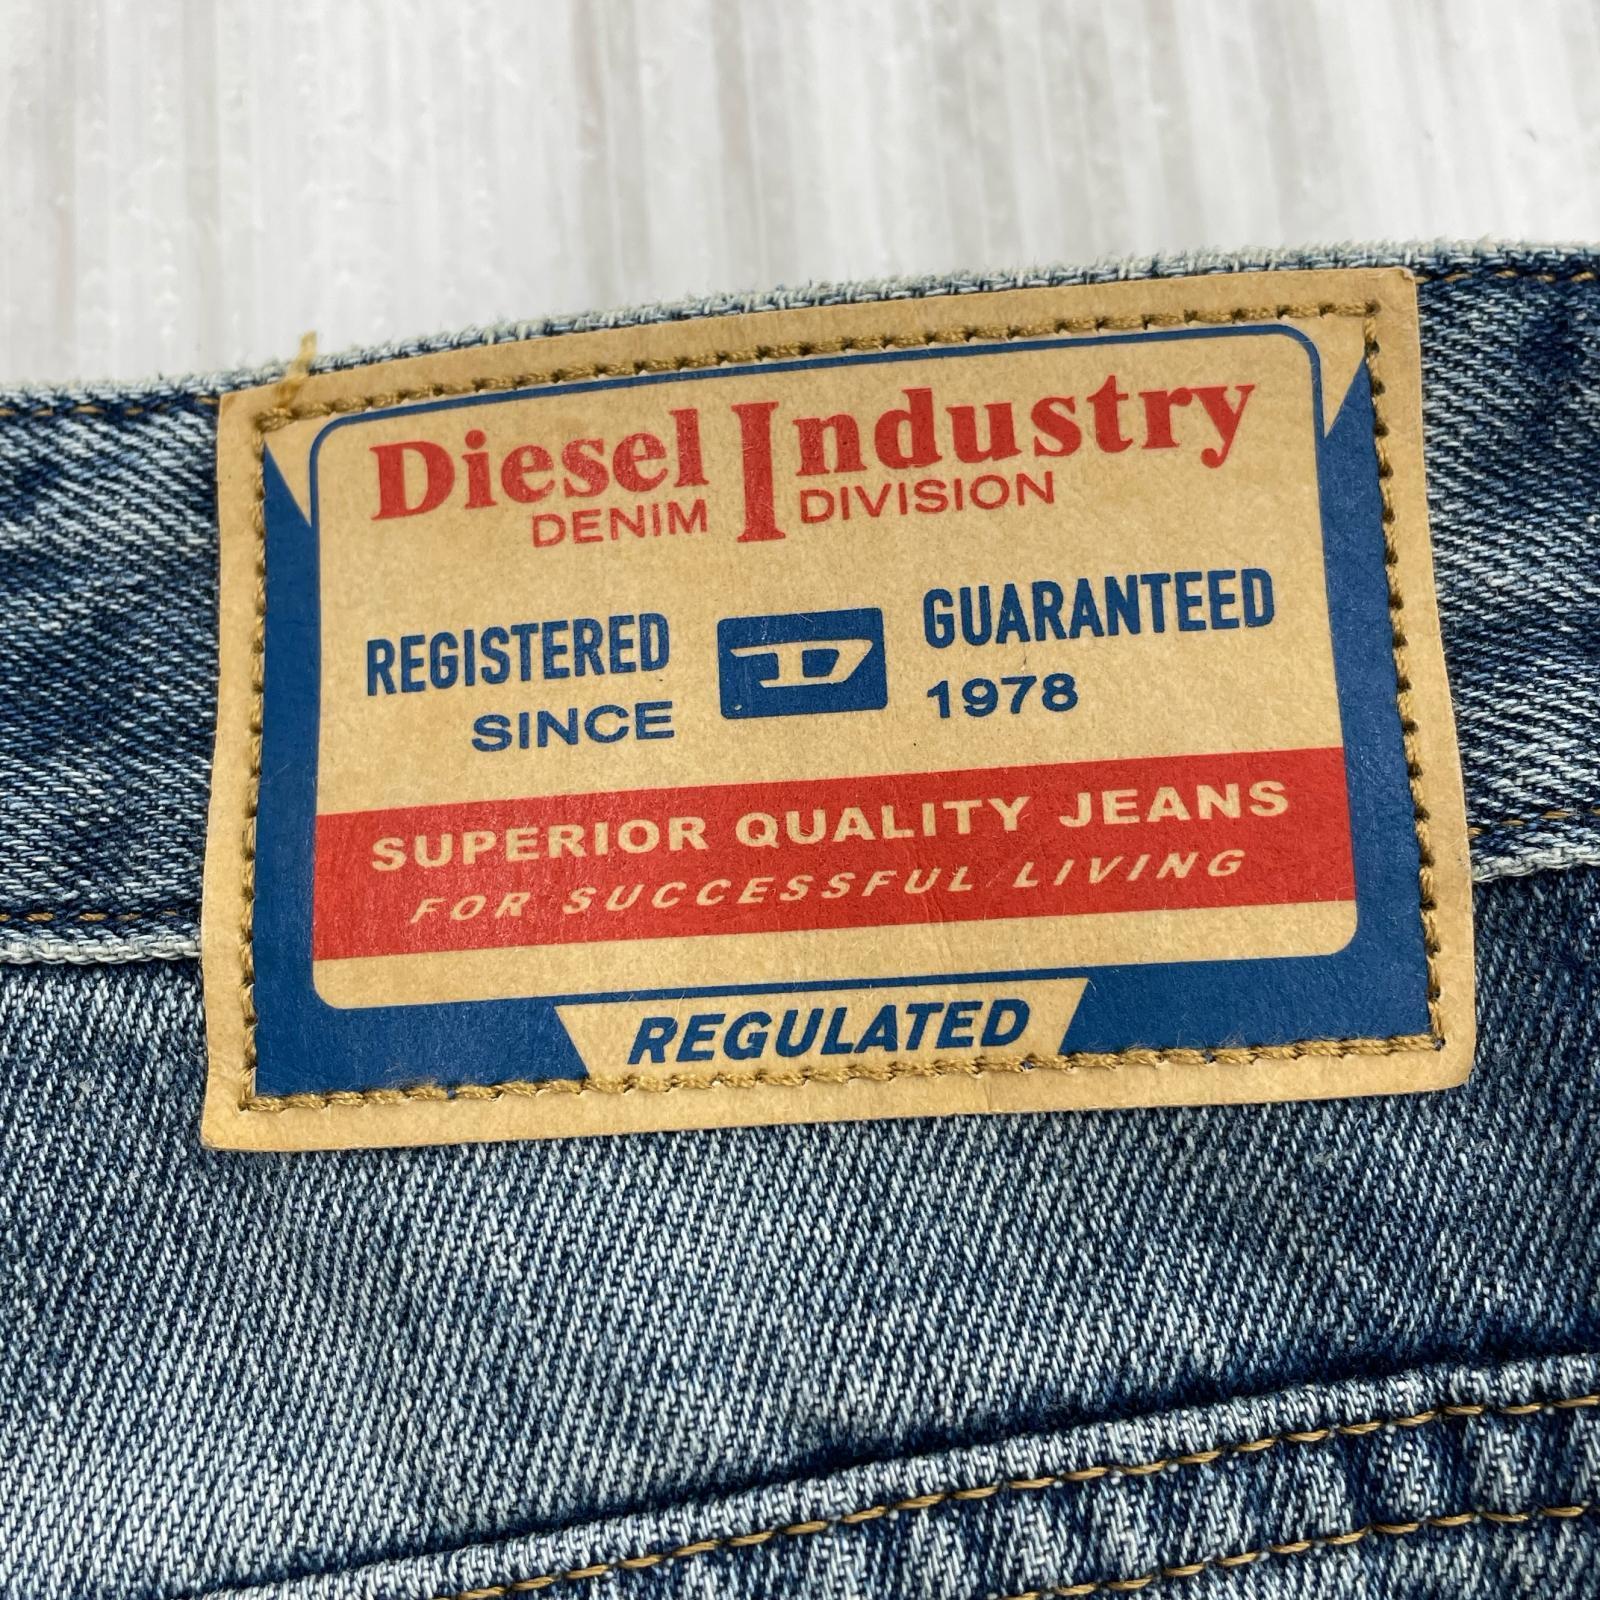 Diesel Industry
DENIM DIVISION
REGISTERED D GUARANTEED
SINCE 1978
SUPERIOR QUALITY JEANS
FOR SUCCESSFUL LIVING
REGULATED